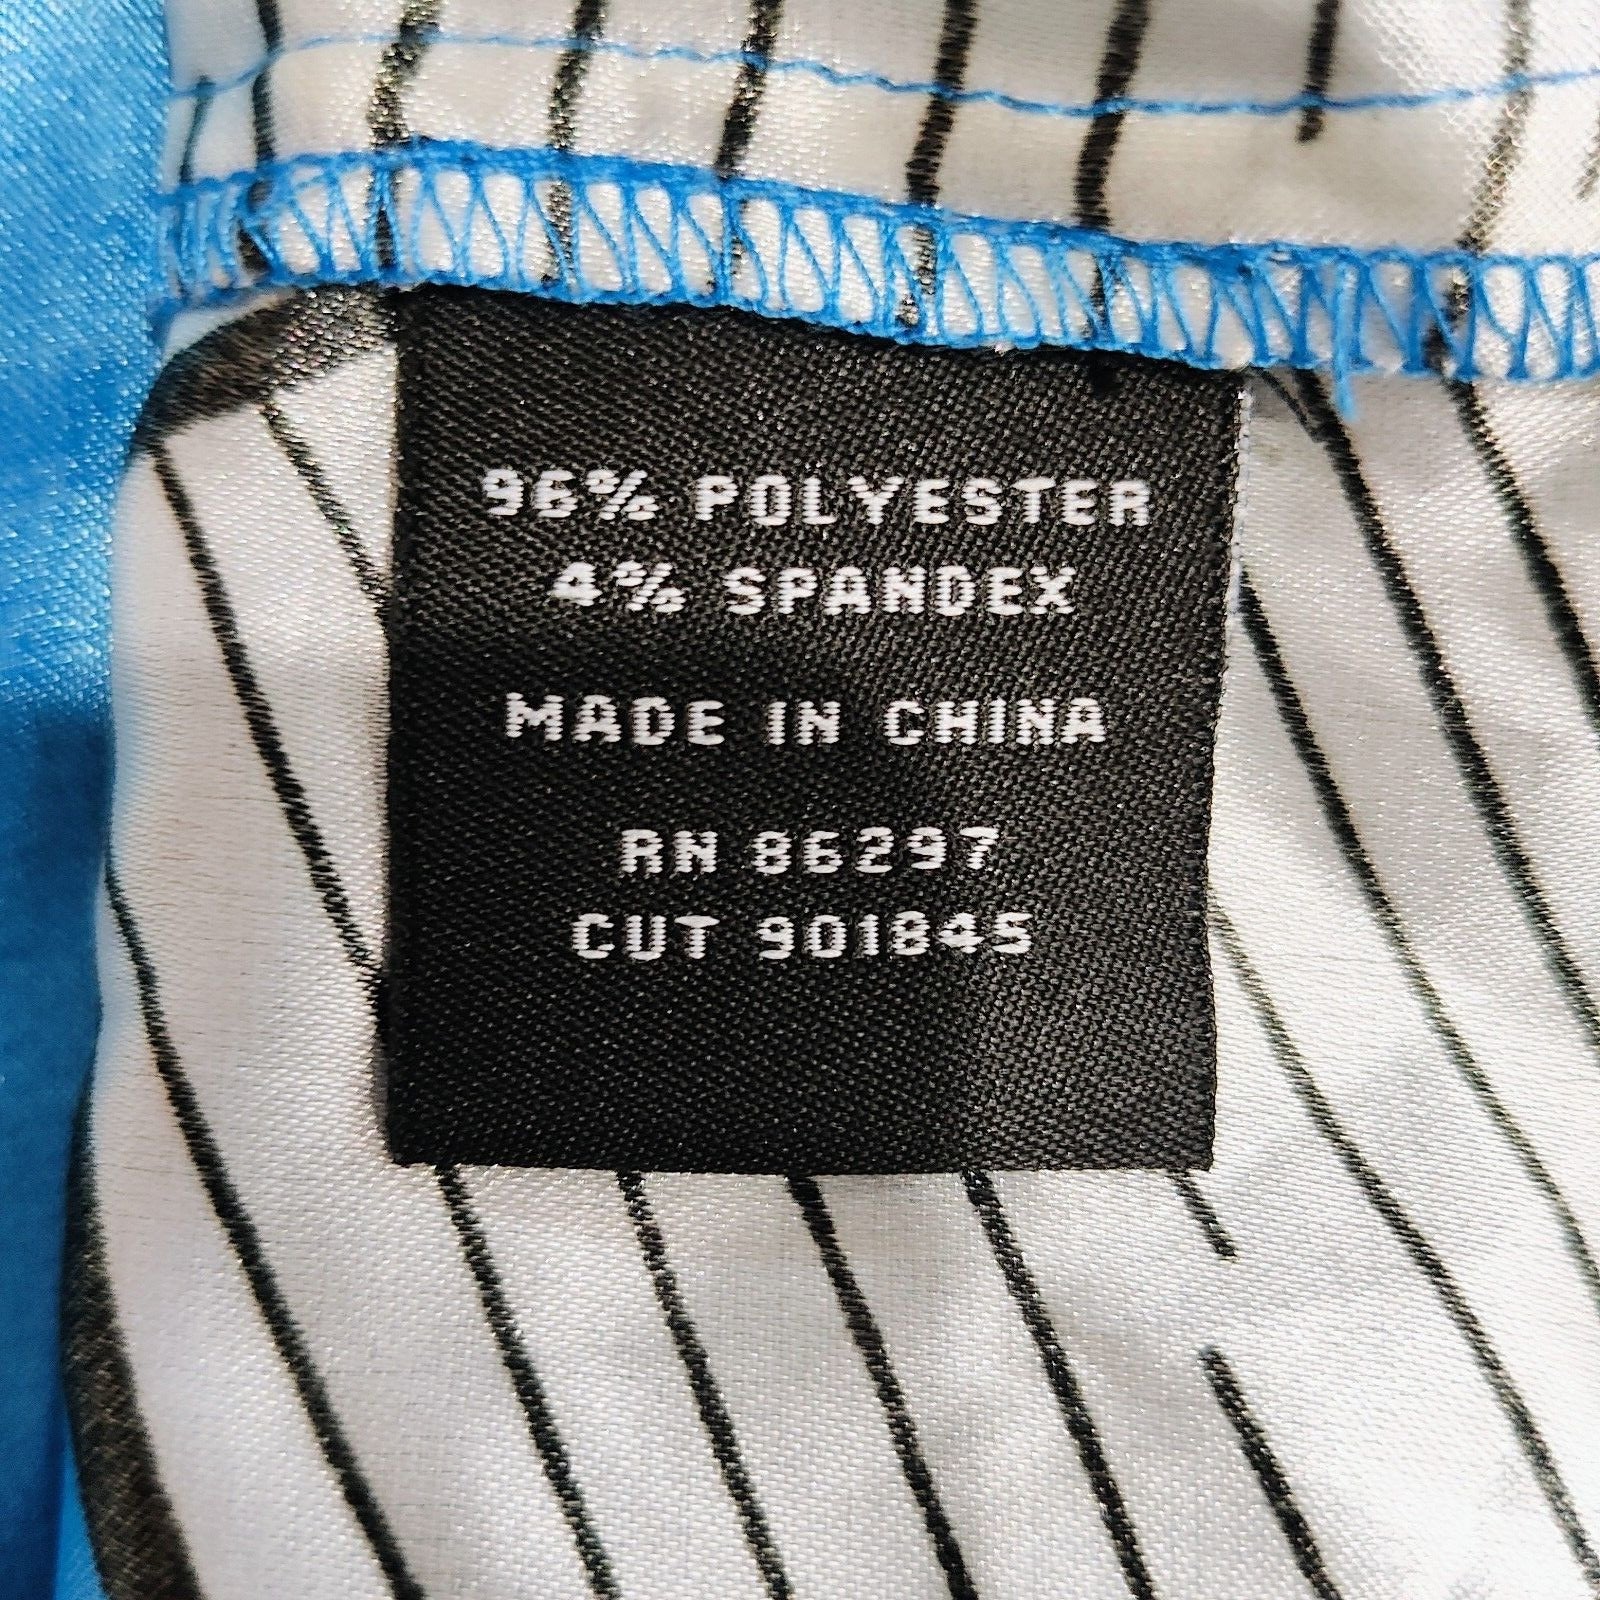 96% POLYESTER
4% SPANDEX
MADE IN CHINA
RN 86297
CUT 901845